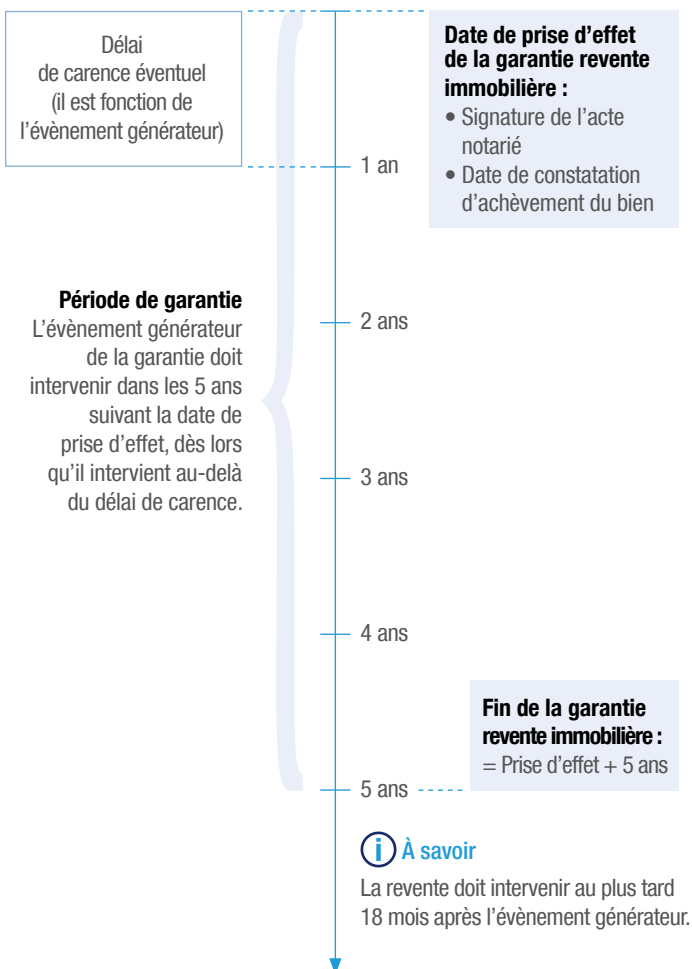 Délai
de carence éventuel
(il est fonction de
l'évènement générateur)
Date de prise d'effet
de la garantie revente
immobilière :
• Signature de l'acte
notarié
• Date de constatation
d'achèvement du bien
1 an
Période de garantie
L'évènement générateur
de la garantie doit
intervenir dans les 5 ans
suivant la date de
prise d'effet, dès lors
qu'il intervient au-delà
du délai de carence.
2 ans
3 ans
4 ans
Fin de la garantie
revente immobilière :
= Prise d'effet + 5 ans
5 ans
i À savoir
La revente doit intervenir au plus tard
18 mois après l'évènement générateur.